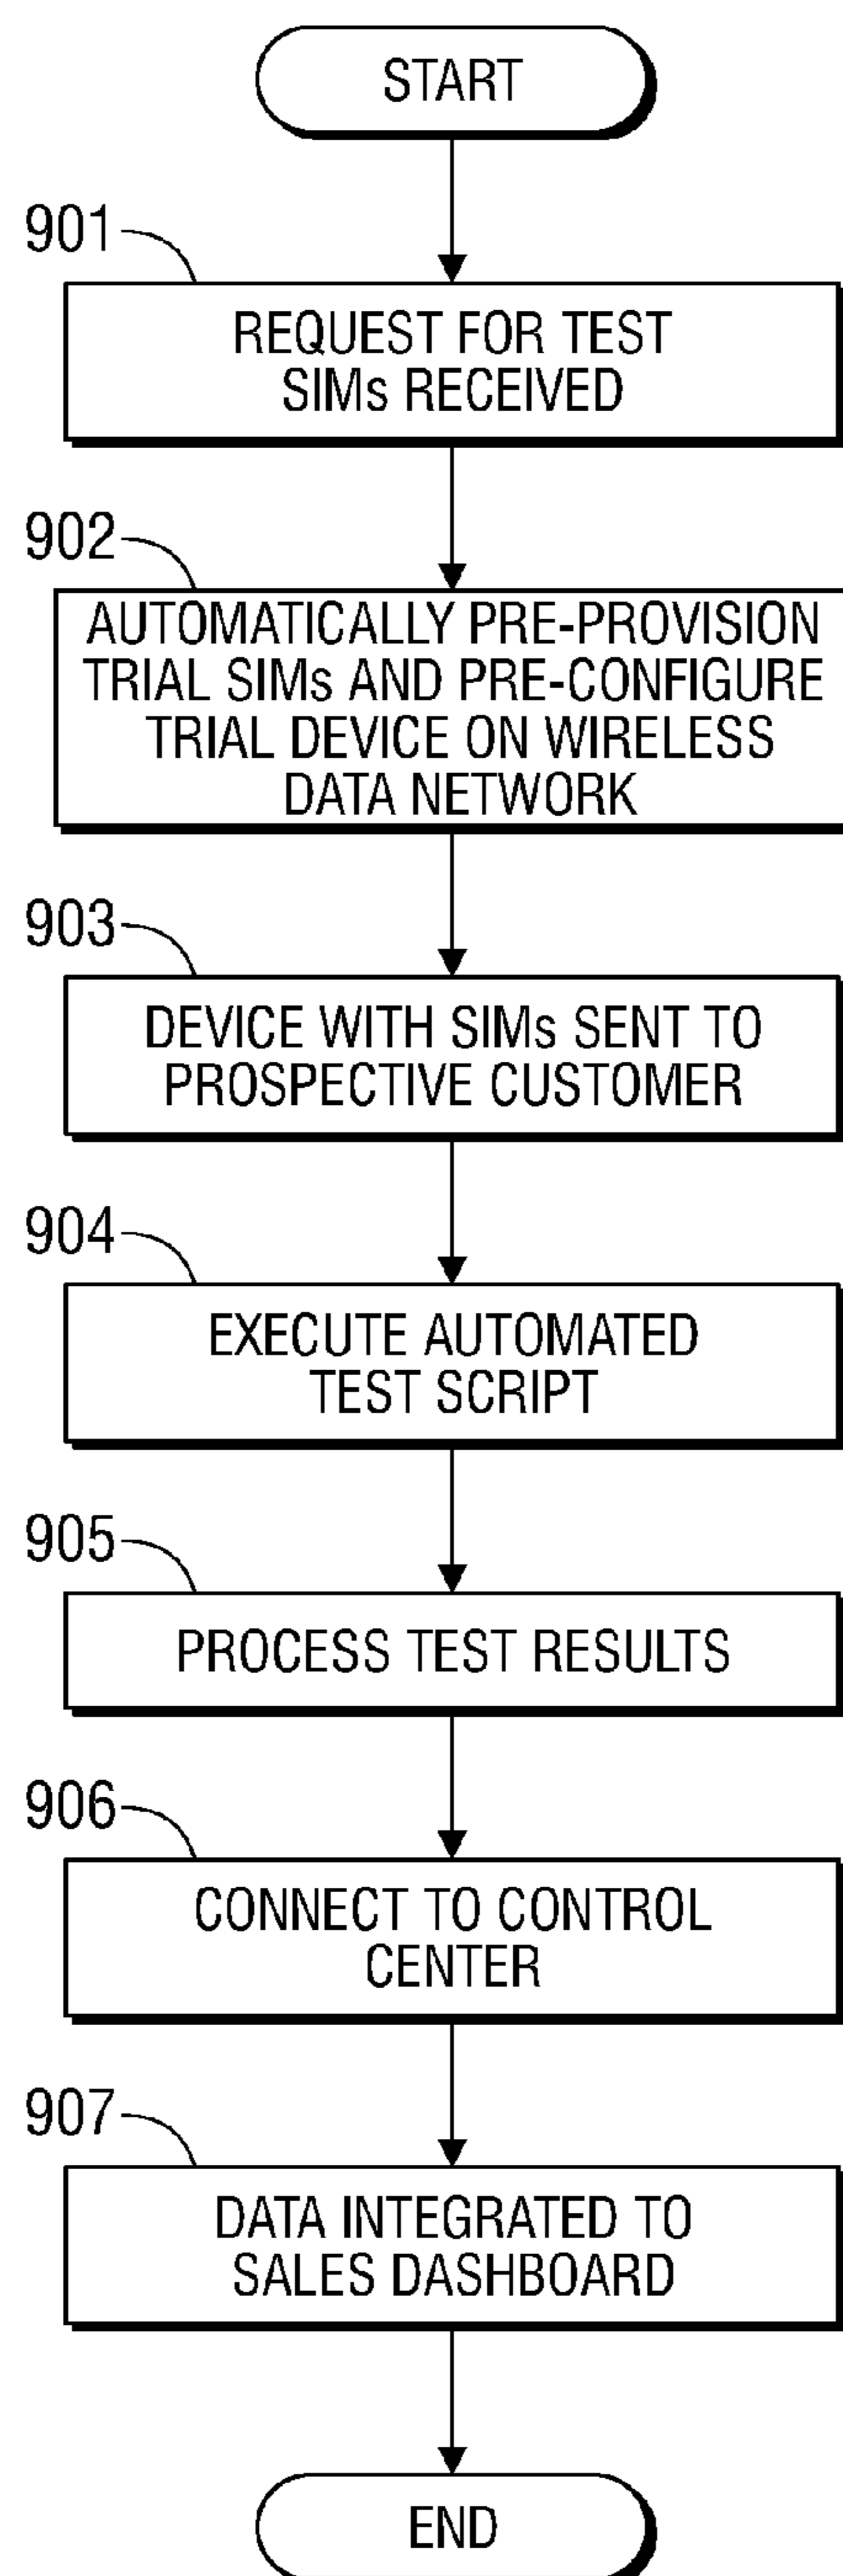 START
901
REQUEST FOR TEST
SIMs RECEIVED
902
AUTOMATICALLY PRE-PROVISION
TRIAL SIMs AND PRE-CONFIGURE
TRIAL DEVICE ON WIRELESS
DATA NETWORK
903
DEVICE WITH SIMs SENT TO
PROSPECTIVE CUSTOMER
904
EXECUTE AUTOMATED
TEST SCRIPT
905
PROCESS TEST RESULTS
906
CONNECT TO CONTROL
CENTER
907
DATA INTEGRATED TO
SALES DASHBOARD
END